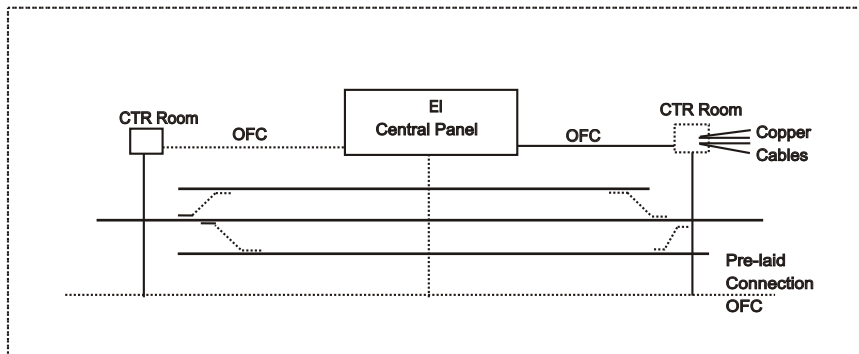 EI
Central Panel
CTR Room
OFC
OFC
CTR Room
Copper
Cables
Pre-laid
Connection
OFC